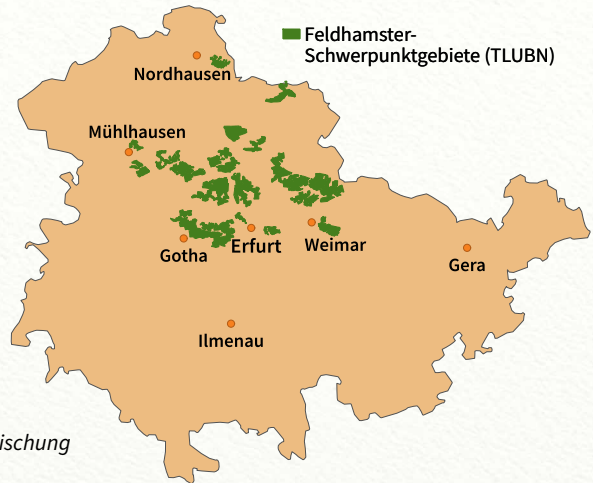 Feldhamster-
Schwerpunktgebiete (TLUBN)
Nordhausen
Mühlhausen
Gotha
Erfurt
Weimar
Gera
Ilmenau
ischung